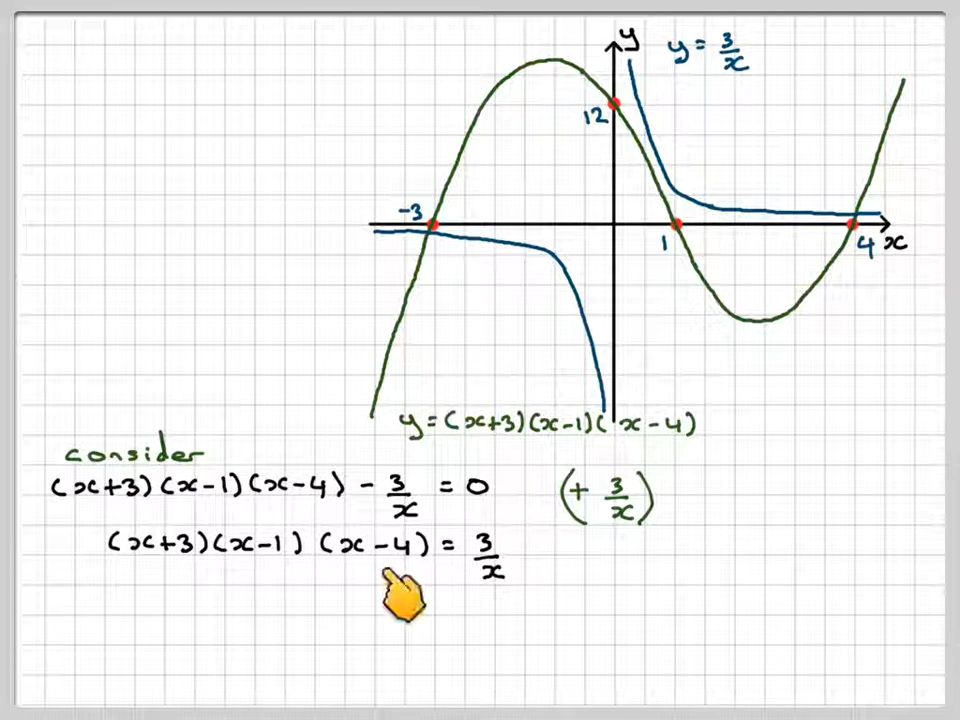 y
y = 3/x
12
-3
1
4
x
y = (x+3)(x-1)(x-4)
consider
(x+3)(x-1)(x-4) - 3/x = 0
(+ 3/x)
(x+3)(x-1)(x-4) = 3/x